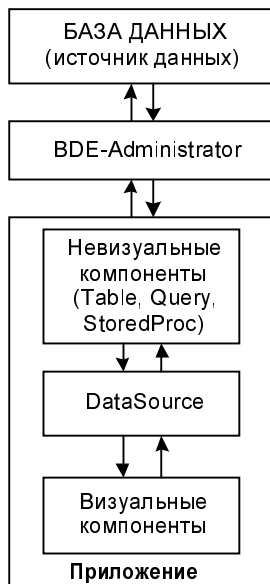 БАЗА ДАННЫХ
(источник данных)
BDE-Administrator
Невизуальные
компоненты
(Table, Query,
StoredProc)
DataSource
Визуальные
компоненты
Приложение